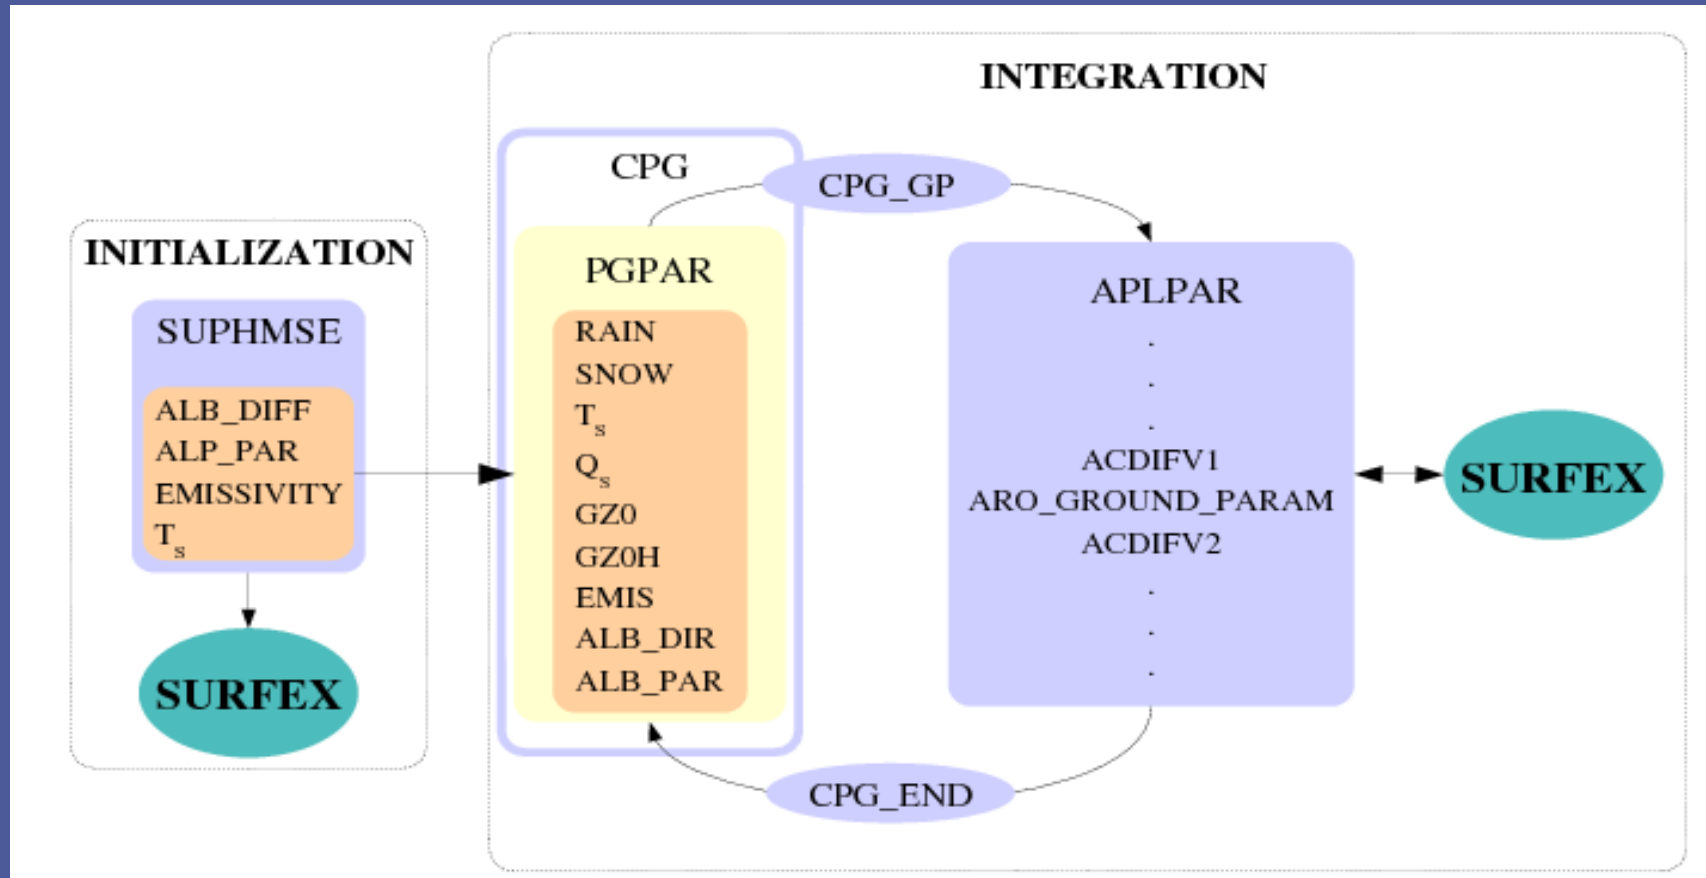 INITIALIZATION
SUPHMSE
ALB_DIFF
ALP_PAR
EMISSIVITY
Ts
SURFEX
INTEGRATION
CPG
PGPAR
RAIN
SNOW
Ts
Qs
GZ0
GZ0H
EMIS
ALB_DIR
ALB_PAR
CPG_GP
APLPAR
.
.
.
ACDIFV1
ARO_GROUND_PARAM
ACDIFV2
.
.
.
CPG_END
SURFEX